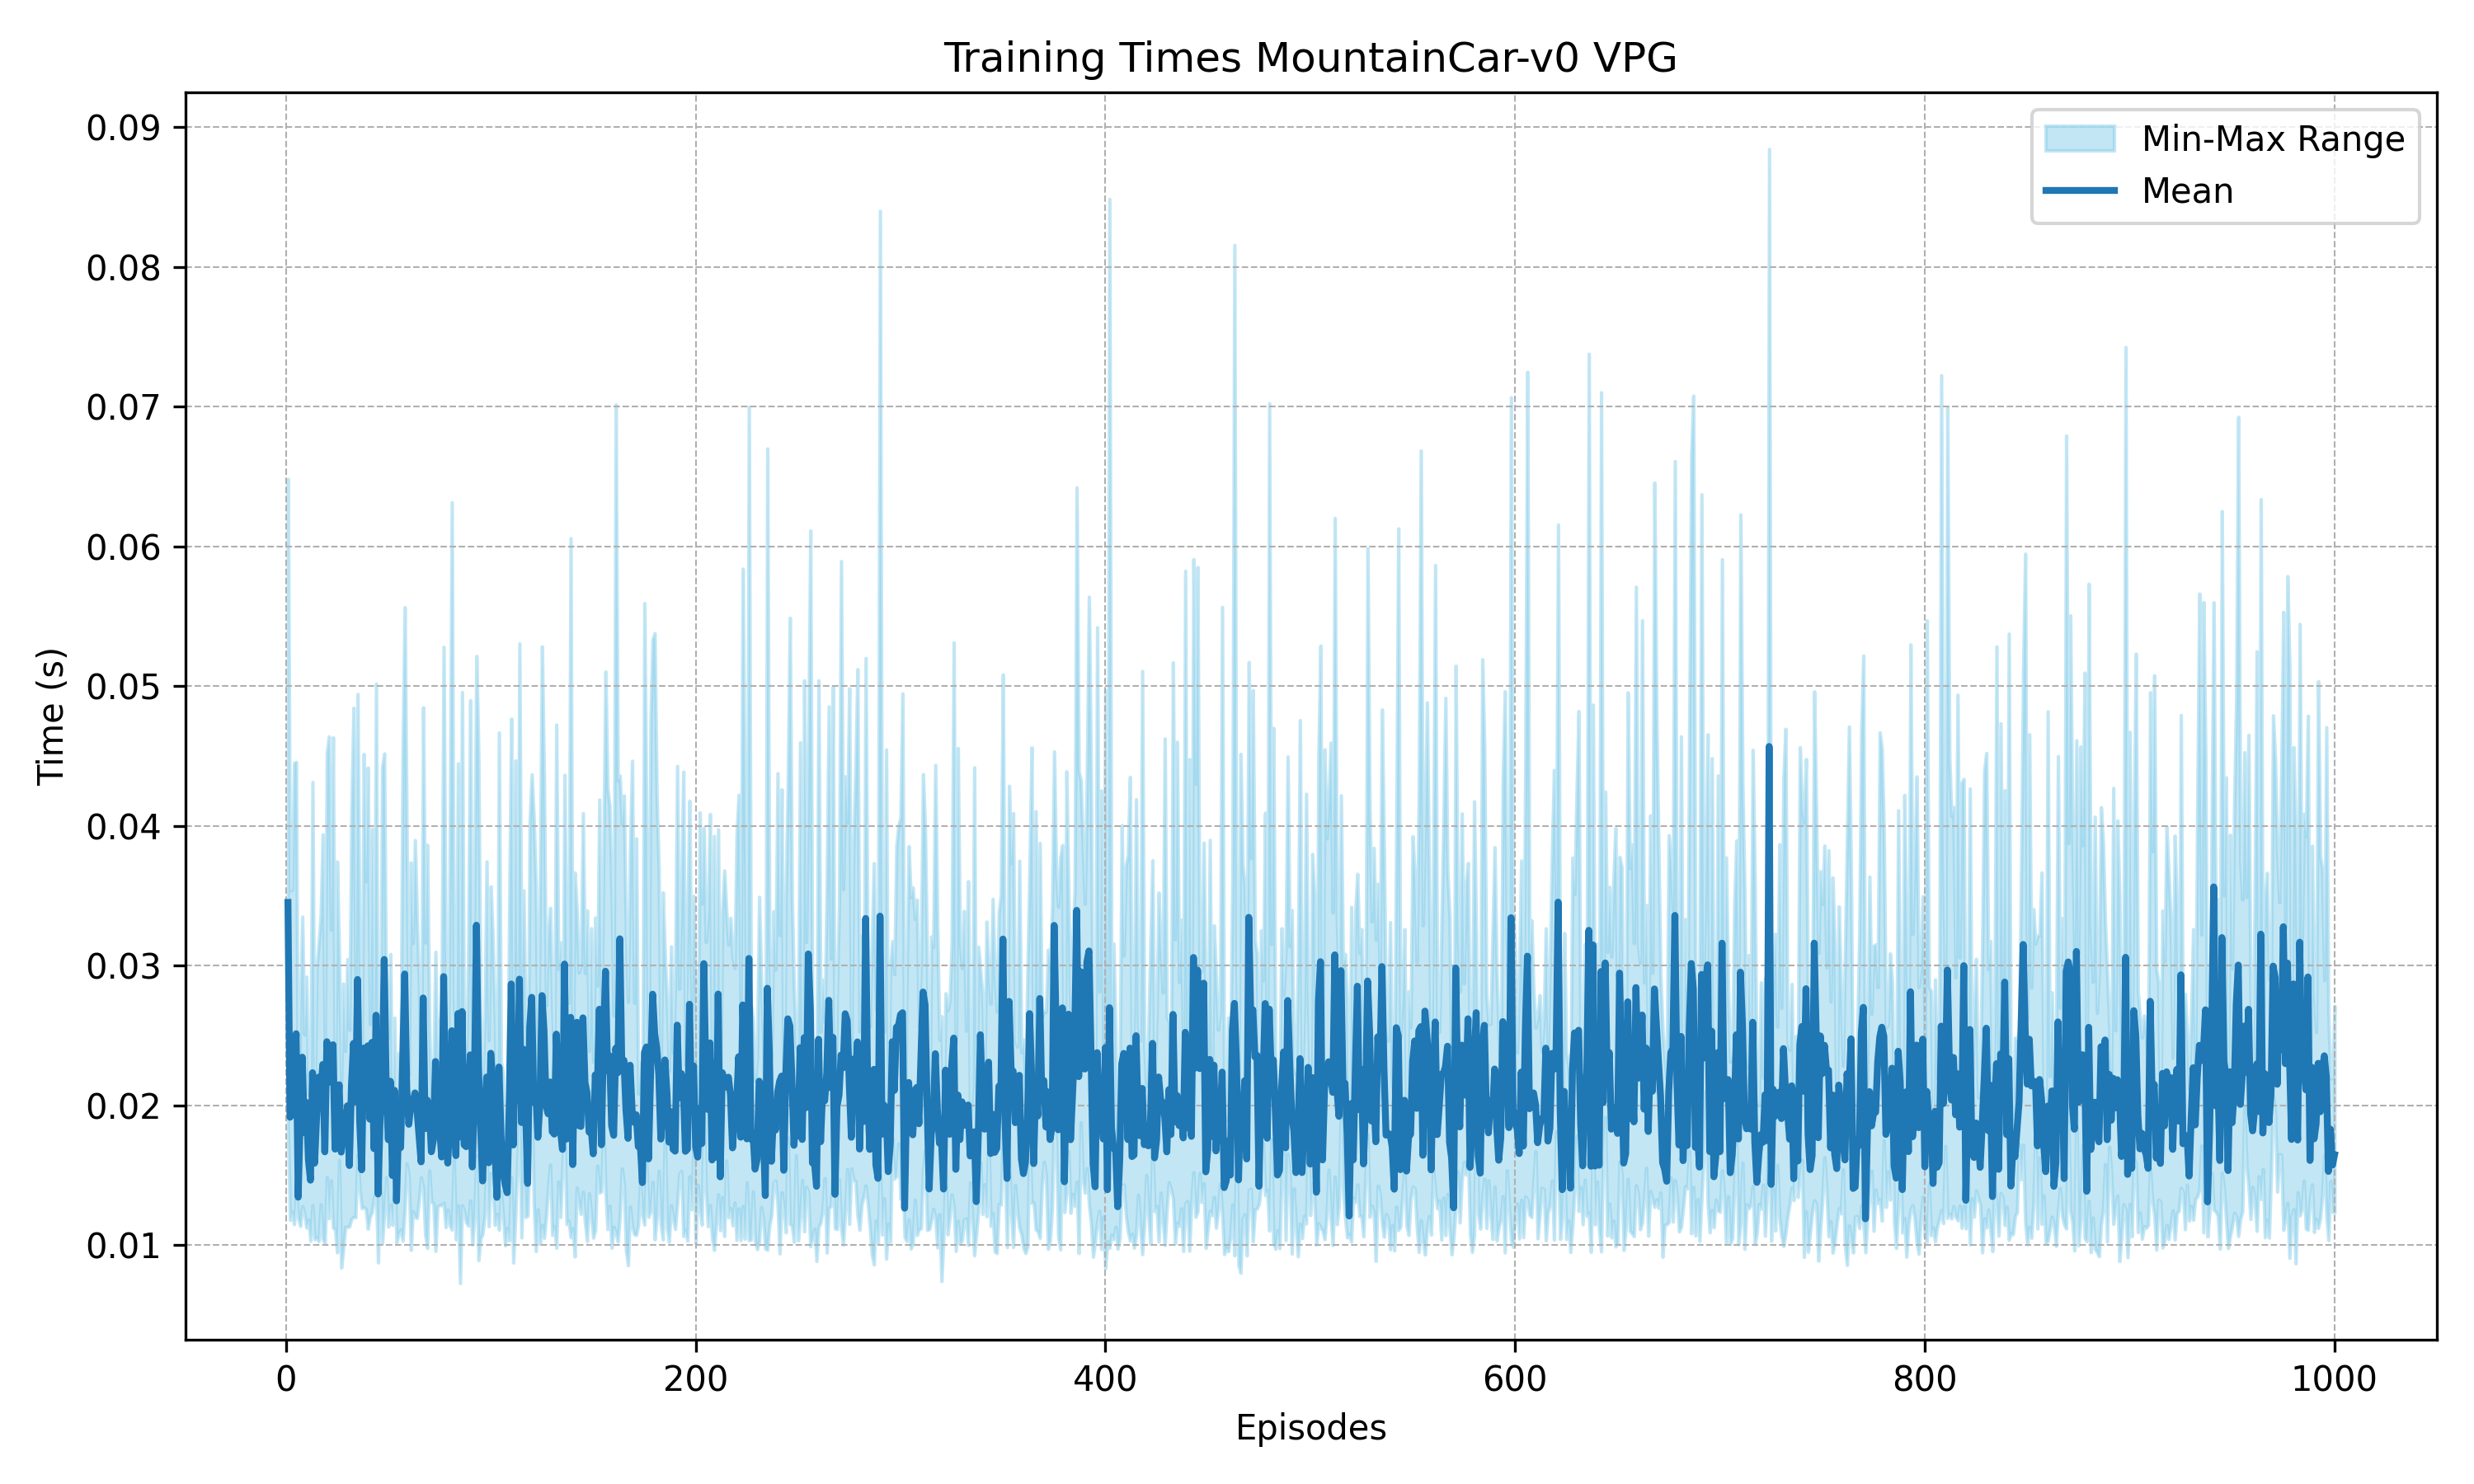 Training Times MountainCar-v0 VPG
Min-Max Range
Mean
0.09
0.08
0.07
0.06
0.05
0.04
0.03
0.02
0.01
Time (s)
0 200 400 600 800 1000
Episodes